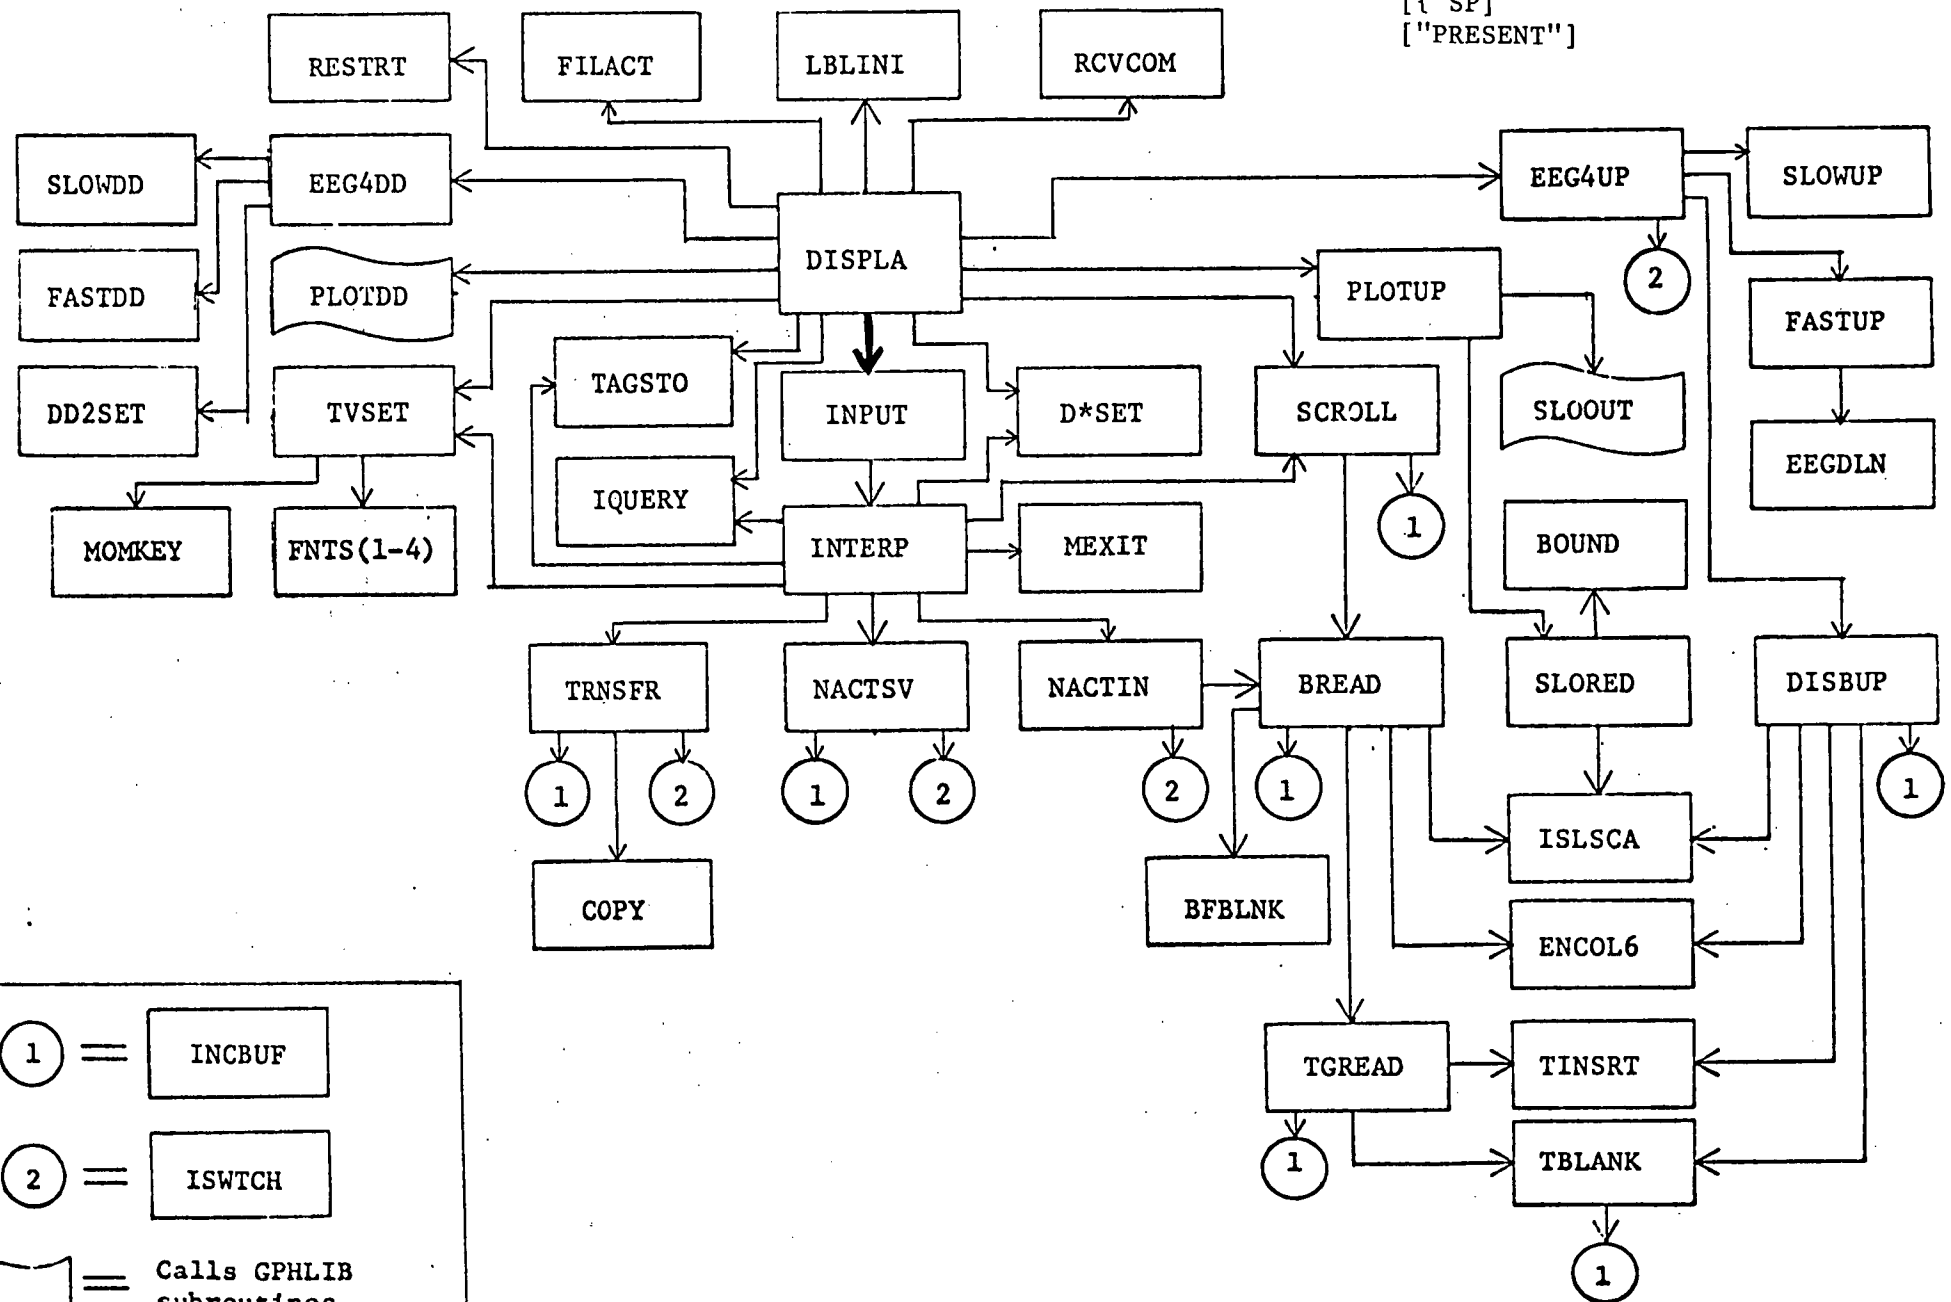 [{ SP]
["PRESENT"]
RESTRT
FILACT
LBLINI
RCVCOM
SLOWDD
EEG4DD
EEG4UP
SLOWUP
DISPLA
FASTDD
PLOTDD
PLOTUP
2
FASTUP
TAGSTO
DD2SET
TVSET
INPUT
D*SET
SCROLL
SLOOUT
EEGDLN
IQUERY
1
MOMKEY
FNTS(1-4)
INTERP
MEXIT
BOUND
TRNSFR
NACTSV
NACTIN
BREAD
SLORED
DISBUP
1
2
1
2
2
1
1
ISLSCA
COPY
BFBLNK
ENCOL6
1 = INCBUF
TGREAD
TINSRT
1
TBLANK
2 = ISWTCH
1
= Calls GPHLIB
subroutines